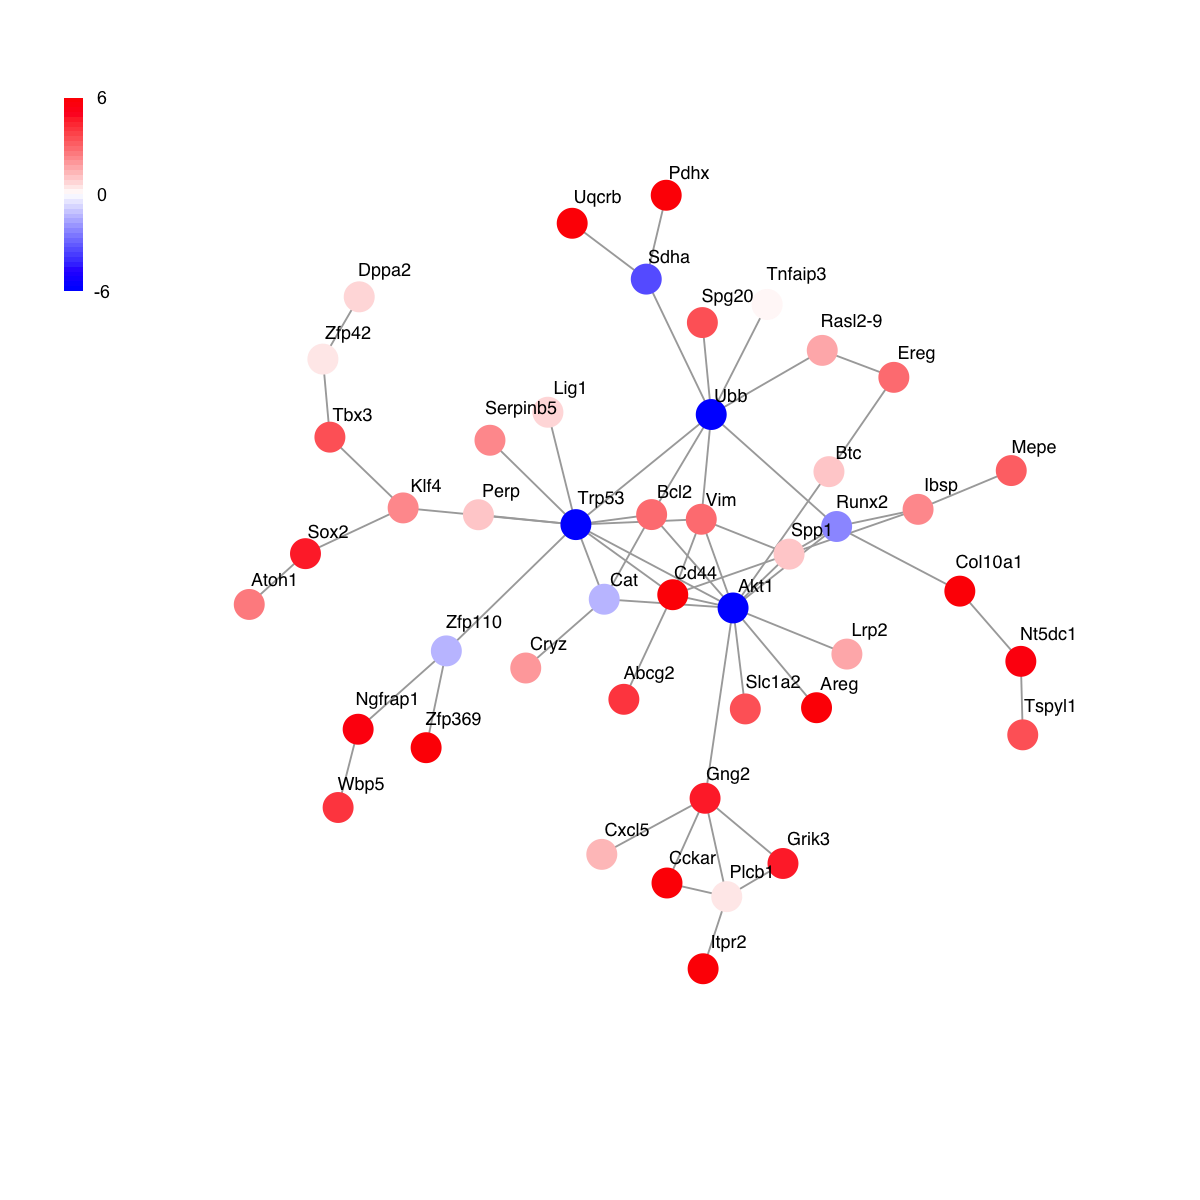 6
0
-6
Pdhx
Uqcrb
Sdha
Dppa2
Tnfaip3
Spg20
Rasl2-9
Zfp42
Ereg
Lig1
Ubb
Serpinb5
Tbx3
Mepe
Btc
Klf4
Perp
Bcl2
Ibsp
Trp53
Vim
Runx2
Sox2
Spp1
Col10a1
Atoh1
Cat
Cd44
Akt1
Zfp110
Lrp2
Nt5dc1
Cryz
Abcg2
Slc1a2
Areg
Ngfrap1
Tspyl1
Zfp369
Gng2
Wbp5
Cxcl5
Grik3
Cckar
Plcb1
Itpr2